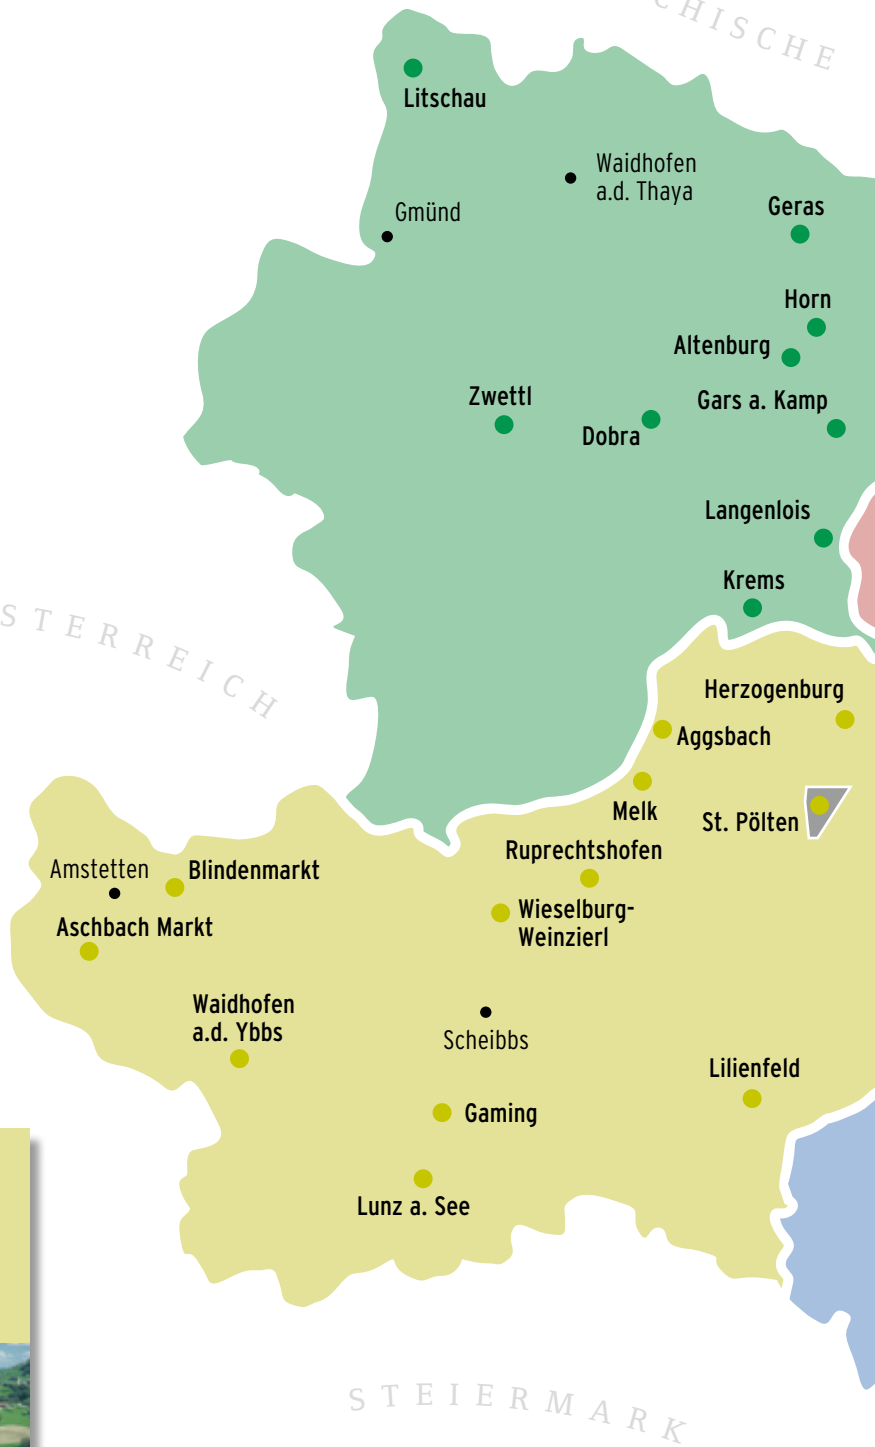 CHISCHE
Litschau
Waidhofen
a.d. Thaya
Gmünd
Geras
Horn
Altenburg
Zwettl
Gars a. Kamp
Dobra
Langenlois
Krems
STERREICH
Herzogenburg
Aggsbach
Melk
St. Pölten
Ruprechtshofen
Amstetten
Blindenmarkt
Wieselburg-
Weinzierl
Aschbach Markt
Waidhofen
a.d. Ybbs
Scheibbs
Lilienfeld
Gaming
Lunz a. See
STEIERMARK